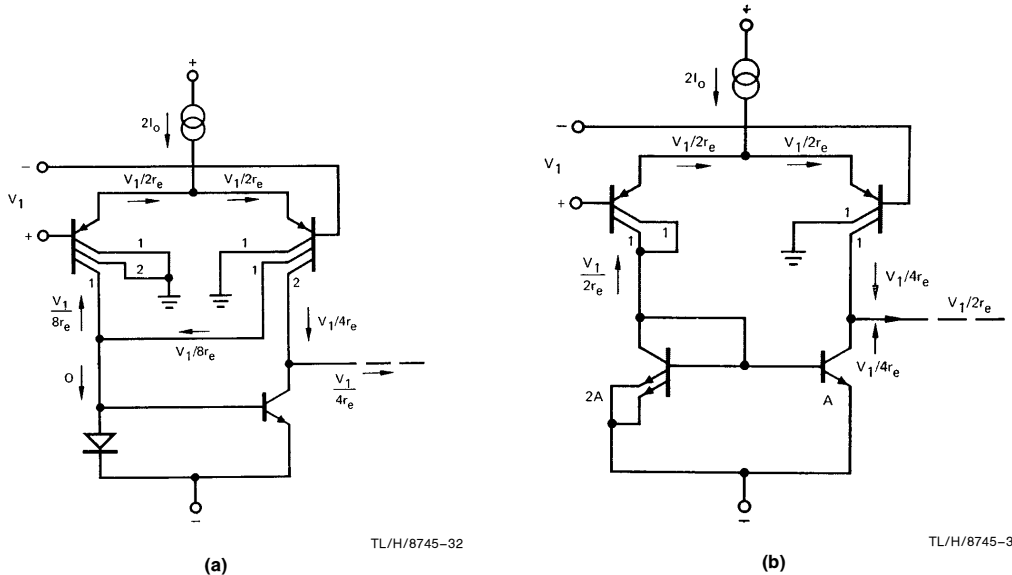 +
2Iₒ
−
V₁/2rₑ
V₁/2rₑ
V₁
+
1
2
1
1
1
2
V₁/8rₑ
V₁/8rₑ
V₁/4rₑ
0
V₁/4rₑ
−
TL/H/8745–32
(a)
+
2Iₒ
−
V₁/2rₑ
V₁/2rₑ
V₁
+
1
1
1
1
V₁/2rₑ
V₁/4rₑ
V₁/2rₑ
V₁/4rₑ
2A
A
−
TL/H/8745–3
(b)